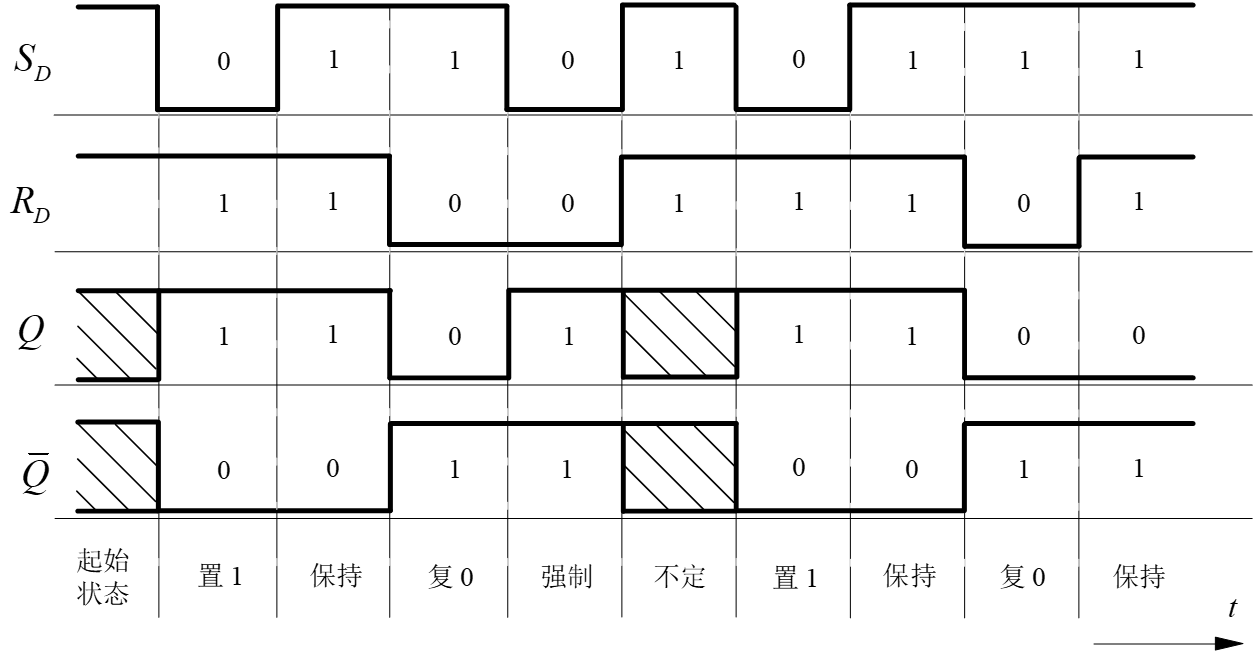 S_D 0 1 1 0 1 0 1 1 1
R_D 1 1 0 0 1 1 1 0 1
Q 1 1 0 1 1 1 0 0
Q̅ 0 0 1 1 0 0 1 1
起始
状态
置1 保持 复0 强制 不定 置1 保持 复0 保持
t